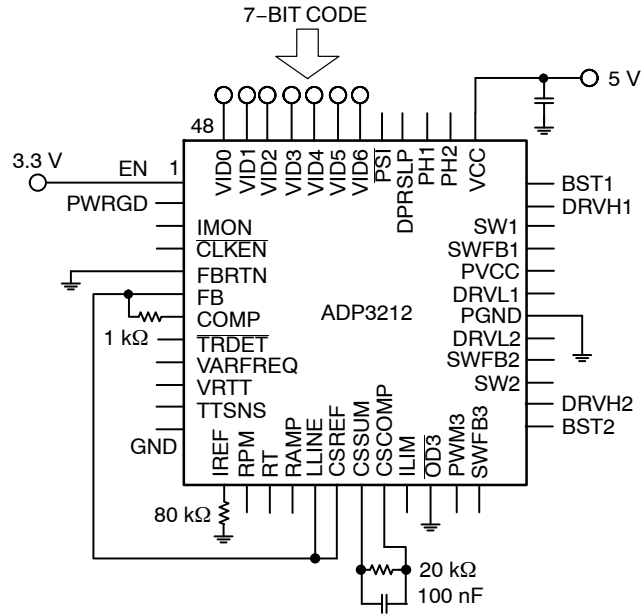 7–BIT CODE
5 V
48
VID0
VID1
VID2
VID3
VID4
VID5
VID6
PSI
DPRSLP
PH1
PH2
VCC
3.3 V
EN
1
PWRGD
IMON
CLKEN
FBRTN
FB
COMP
1 kΩ
TRDET
VARFREQ
VRTT
TTSNS
GND
ADP3212
BST1
DRVH1
SW1
SWFB1
PVCC
DRVL1
PGND
DRVL2
SWFB2
SW2
DRVH2
BST2
IREF
RPM
RT
RAMP
LLINE
CSREF
CSSUM
CSCOMP
ILIM
OD3
PWM3
SWFB3
80 kΩ
20 kΩ
100 nF